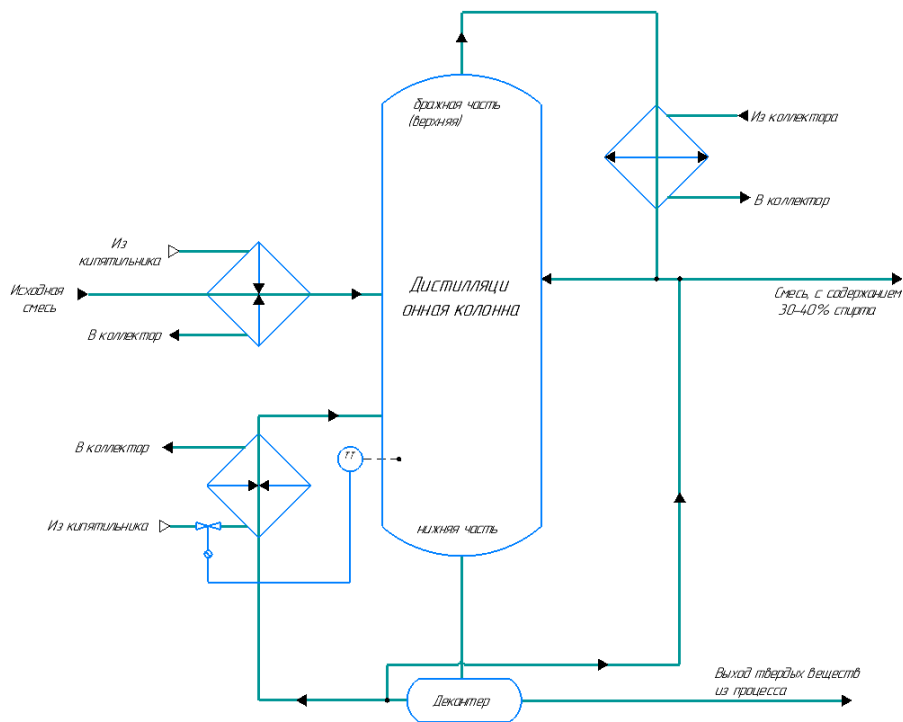 бражная часть
(верхняя)
Из коллектора
В коллектор
Из
кипятильника
Исходная
смесь
В коллектор
Дистилляци
онная колонна
Смесь, с содержанием
30-40% спирта
В коллектор
ТТ
Из кипятильника
нижняя часть
Декантер
Выход твердых веществ
из процесса